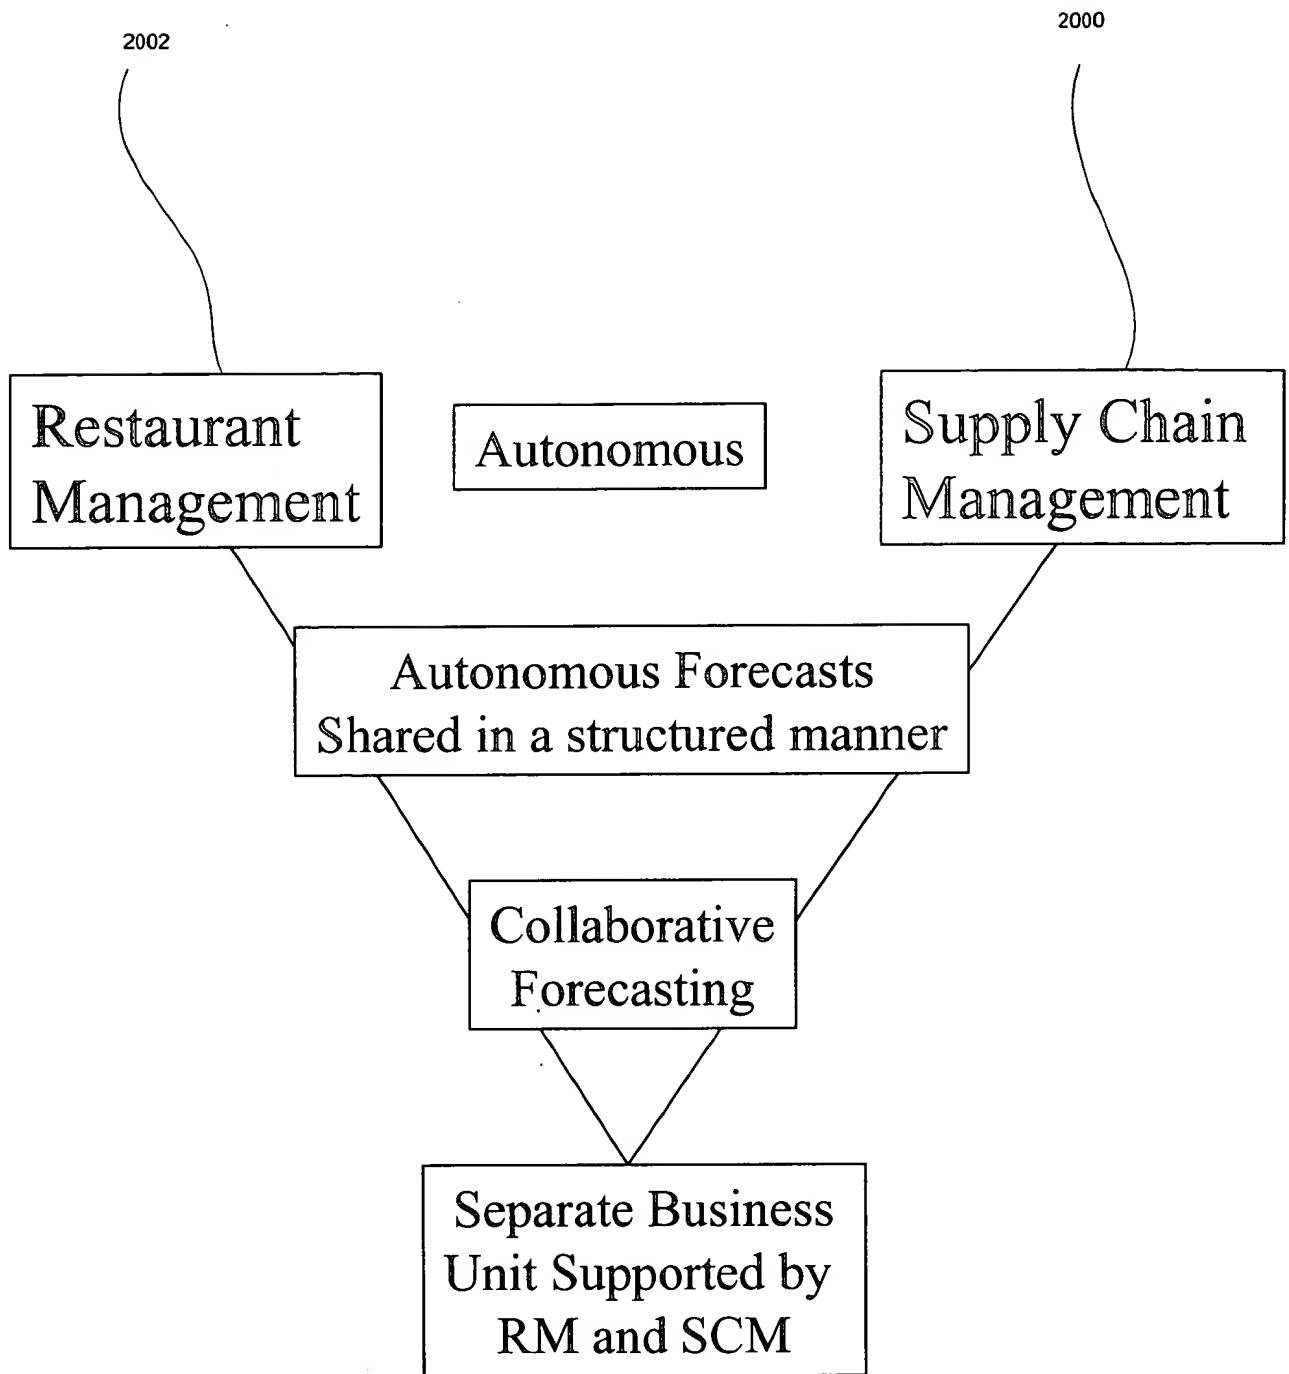 2002
2000
Restaurant
Management
Autonomous
Supply Chain
Management
Autonomous Forecasts
Shared in a structured manner
Collaborative
Forecasting
Separate Business
Unit Supported by
RM and SCM